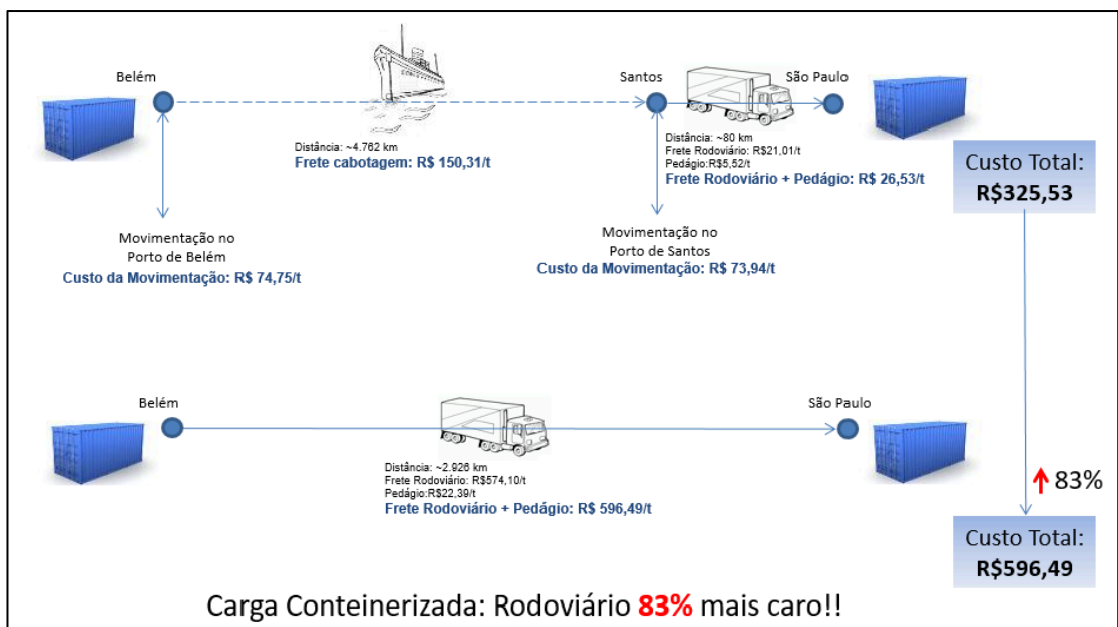 Belém
Santos
São Paulo
Distância: ~4.762 km
Frete cabotagem: R$ 150,31/t
Distância: ~80 km
Frete Rodoviário: R$21,01/t
Pedágio:R$5,52/t
Frete Rodoviário + Pedágio: R$ 26,53/t
Custo Total:
R$325,53
Movimentação no
Porto de Belém
Custo da Movimentação: R$ 74,75/t
Movimentação no
Porto de Santos
Custo da Movimentação: R$ 73,94/t
Belém
São Paulo
Distância: ~2.926 km
Frete Rodoviário: R$574,10/t
Pedágio:R$22,39/t
Frete Rodoviário + Pedágio: R$ 596,49/t
83%
Custo Total:
R$596,49
Carga Conteinerizada: Rodoviário 83% mais caro!!